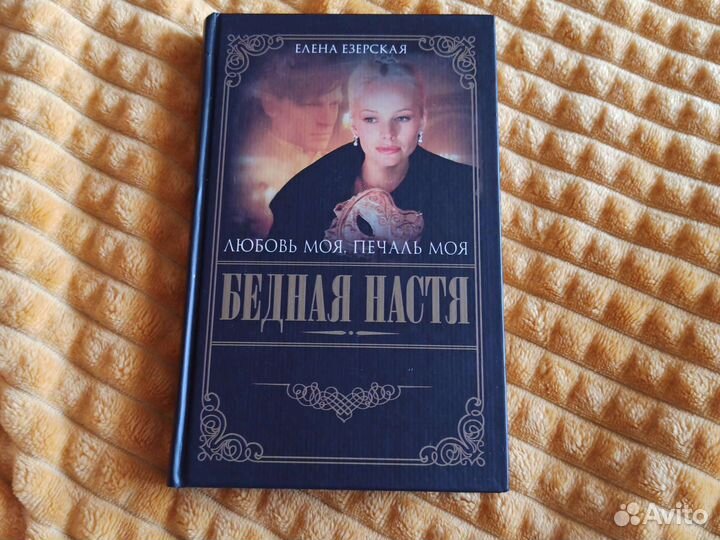 ЕЛЕНА ЕЗЕРСКАЯ
ЛЮБОВЬ МОЯ, ПЕЧАЛЬ МОЯ
БЕДНАЯ НАСТЯ
Avito